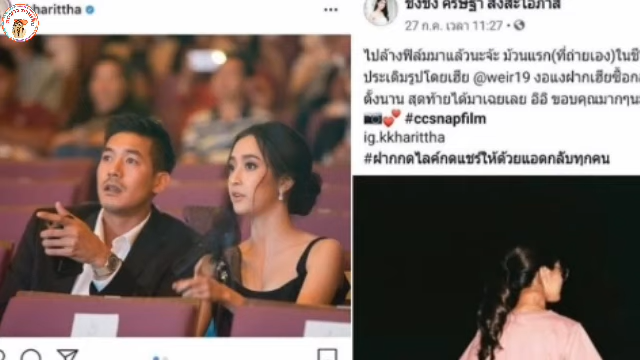 kharittha
ซิงซิง คริษฐา สังสะโอภาส
27 ก.ค. เวลา 11:27
ไปล้างฟิล์มมาแล้วนะจ้ะ ม้วนแรก(ที่ถ่ายเอง)ในชี
ประเดิมรูปโดยเฮีย @weir19 งอแงฝากเฮียซื้อกล
ตั้งนาน สุดท้ายได้มาเฉยเลย อิอิ ขอบคุณมากๆนะ
#ccsnapfilm
ig.kkharittha
#ฝากกดไลค์กดแชร์ให้ด้วยแอดกลับทุกคน